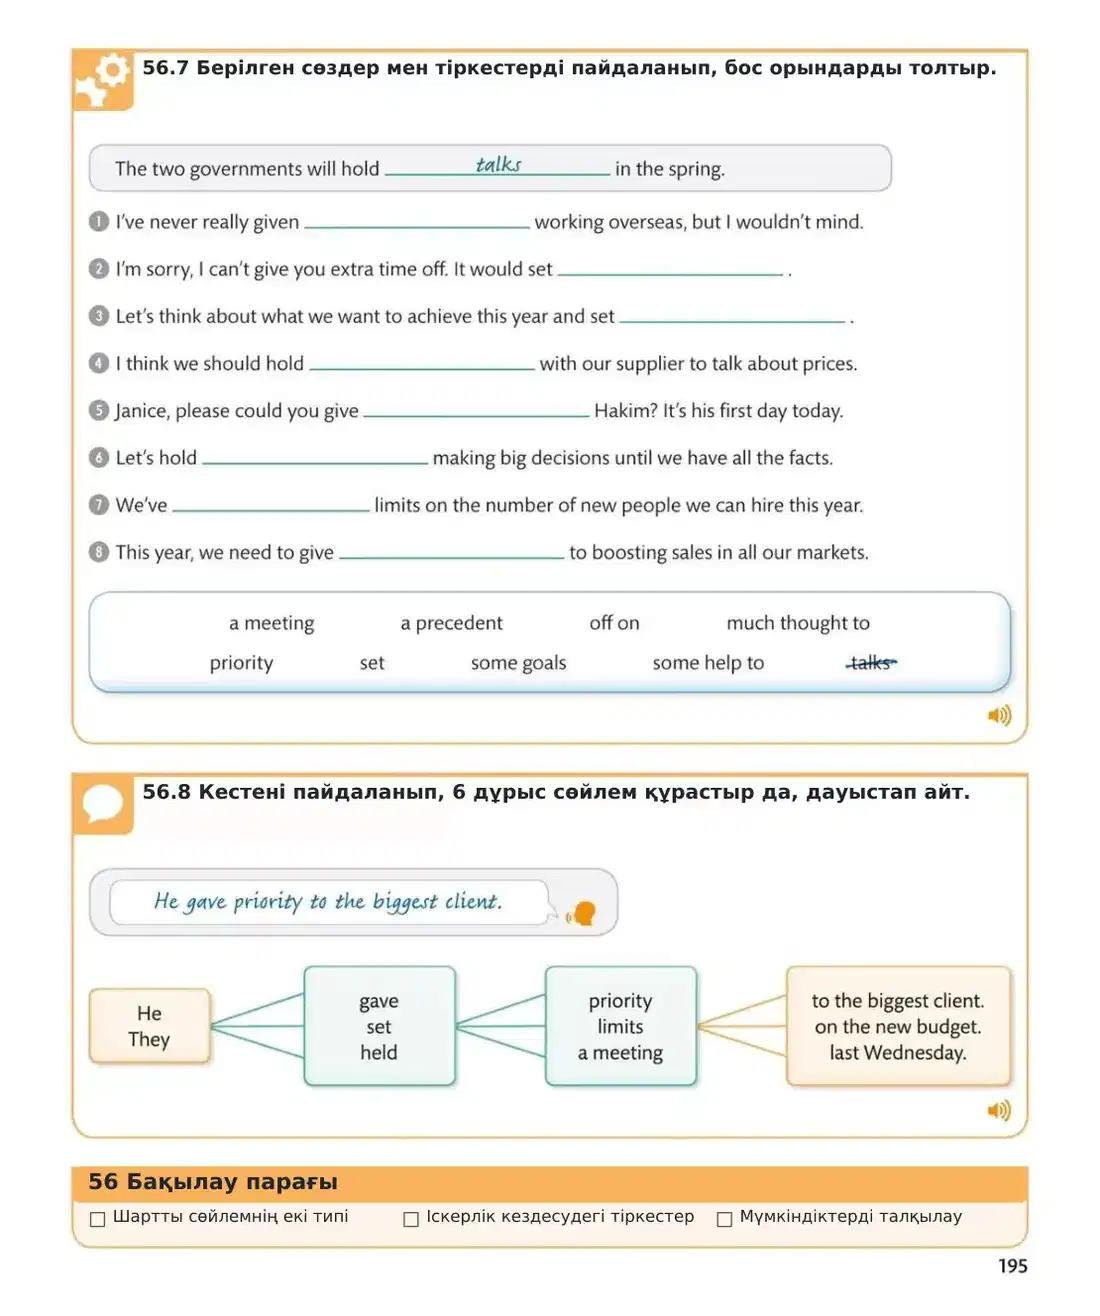 56.7 Берілген сөздер мен тіркестерді пайдаланып, бос орындарды толтыр.
The two governments will hold talks in the spring.
1 I've never really given ____ working overseas, but I wouldn't mind.
2 I'm sorry, I can't give you extra time off. It would set ____ .
3 Let's think about what we want to achieve this year and set ____ .
4 I think we should hold ____ with our supplier to talk about prices.
5 Janice, please could you give ____ Hakim? It's his first day today.
6 Let's hold ____ making big decisions until we have all the facts.
7 We've ____ limits on the number of new people we can hire this year.
8 This year, we need to give ____ to boosting sales in all our markets.
a meeting a precedent off on much thought to
priority set some goals some help to talks
56.8 Кестені пайдаланып, 6 дұрыс сөйлем құрастыр да, дауыстап айт.
He gave priority to the biggest client.
He
They
gave
set
held
priority
limits
a meeting
to the biggest client.
on the new budget.
last Wednesday.
56 Бақылау парағы
Шартты сөйлемнің екі типі Іскерлік кездесудегі тіркестер Мүмкіндіктерді талқылау
195